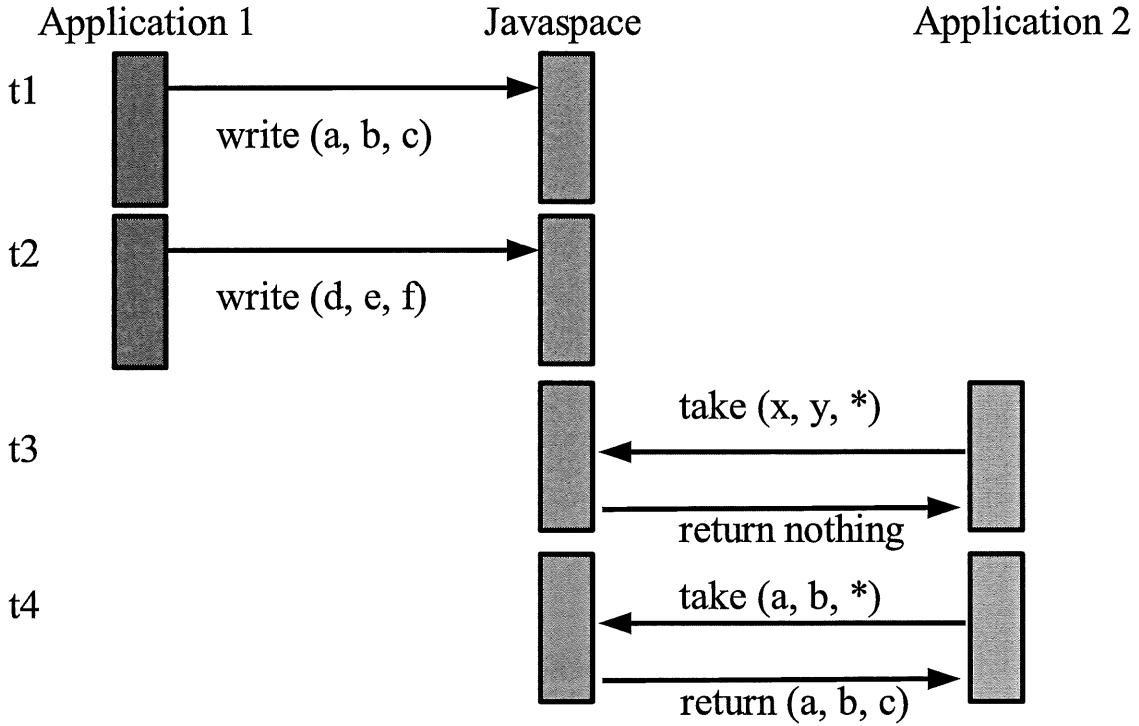 Application 1 Javaspace Application 2
t1
write (a, b, c)
t2
write (d, e, f)
take (x, y, *)
t3
return nothing
take (a, b, *)
t4
return (a, b, c)